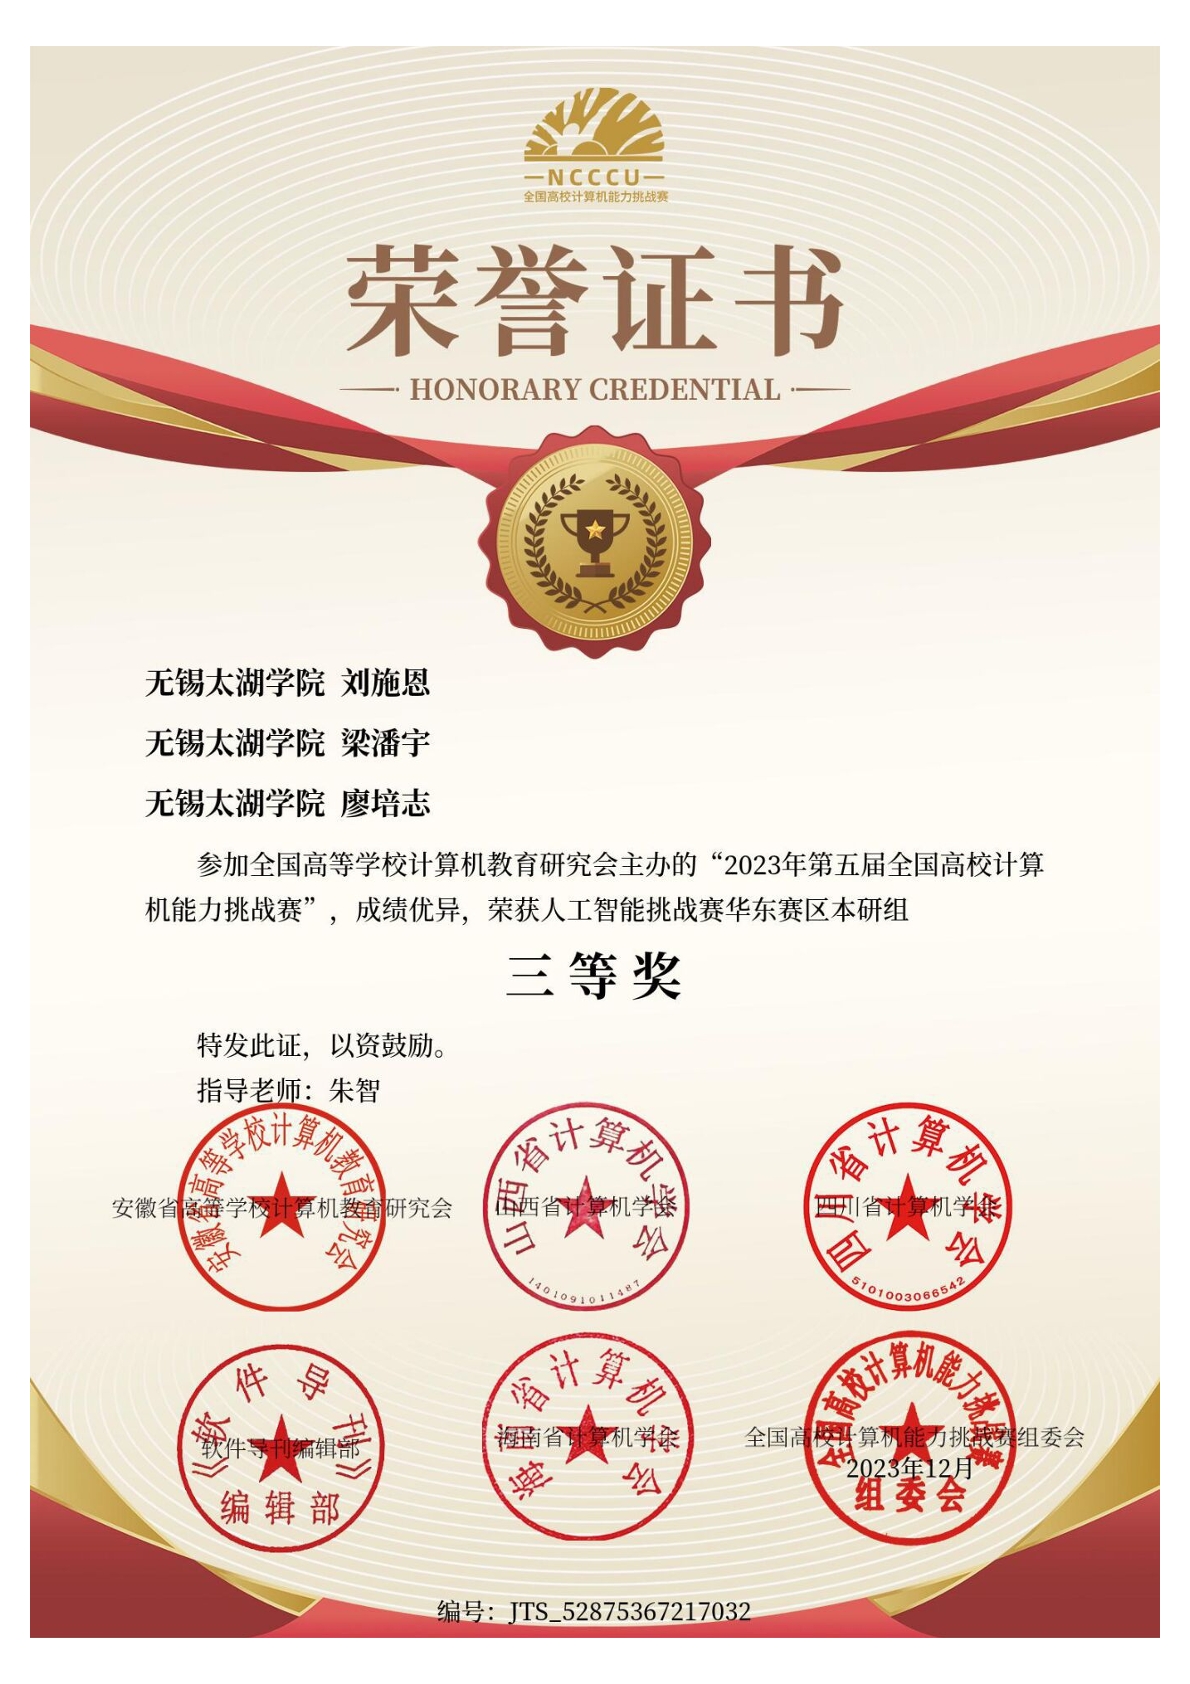 NCCCU
全国高校计算机能力挑战赛
荣誉证书
HONORARY CREDENTIAL
无锡太湖学院 刘施恩
无锡太湖学院 梁潘宇
无锡太湖学院 廖培志
参加全国高等学校计算机教育研究会主办的“2023年第五届全国高校计算
机能力挑战赛”，成绩优异，荣获人工智能挑战赛华东赛区本研组
三等奖
特发此证，以资鼓励。
指导老师：朱智
安徽省高等学校计算机教育研究会
安徽省高等学校计算机教育研究会
山西省计算机学会
山西省计算机学会
1401091011487
四川省计算机学会
四川省计算机学会
5101003066542
《软件导刊》
软件导刊编辑部
编辑部
海南省计算机学会
海南省计算机学会
全国高校计算机能力挑战赛
全国高校计算机能力挑战赛组委会
2023年12月
组委会
编号：JTS_52875367217032